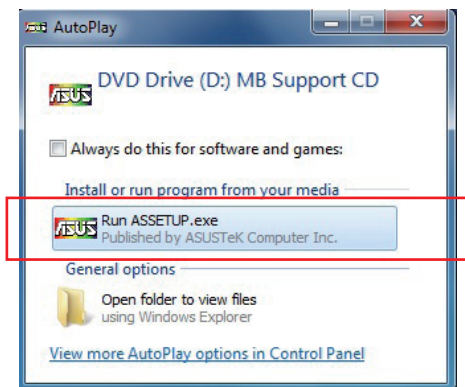 AutoPlay
ASUS
DVD Drive (D:) MB Support CD
Always do this for software and games:
Install or run program from your media
ASUS
Run ASSETUP.exe
Published by ASUSTeK Computer Inc.
General options
Open folder to view files
using Windows Explorer
View more AutoPlay options in Control Panel